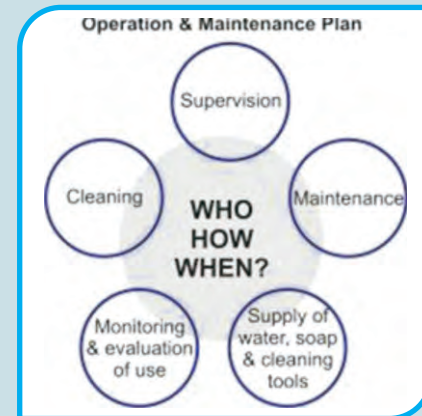 Operation & Maintenance Plan
Supervision
Cleaning
Maintenance
WHO
HOW
WHEN?
Monitoring
& evaluation
of use
Supply of
water, soap
& cleaning
tools